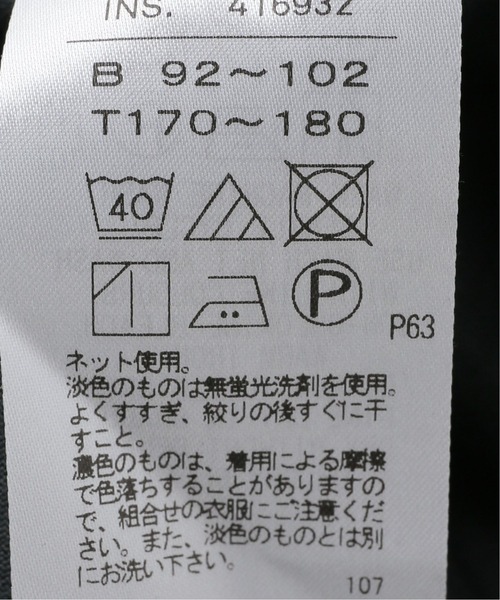 INS. 416932
B 92～102
T170～180
40
P
P63
ネット使用。
淡色のものは無蛍光洗剤を使用。
よくすすぎ、絞りの後すぐに干
すこと。
濃色のものは、着用による摩擦
で色落ちすることがありますの
で、組合せの衣服にご注意くだ
さい。また、淡色のものとは別
にお洗い下さい。
107